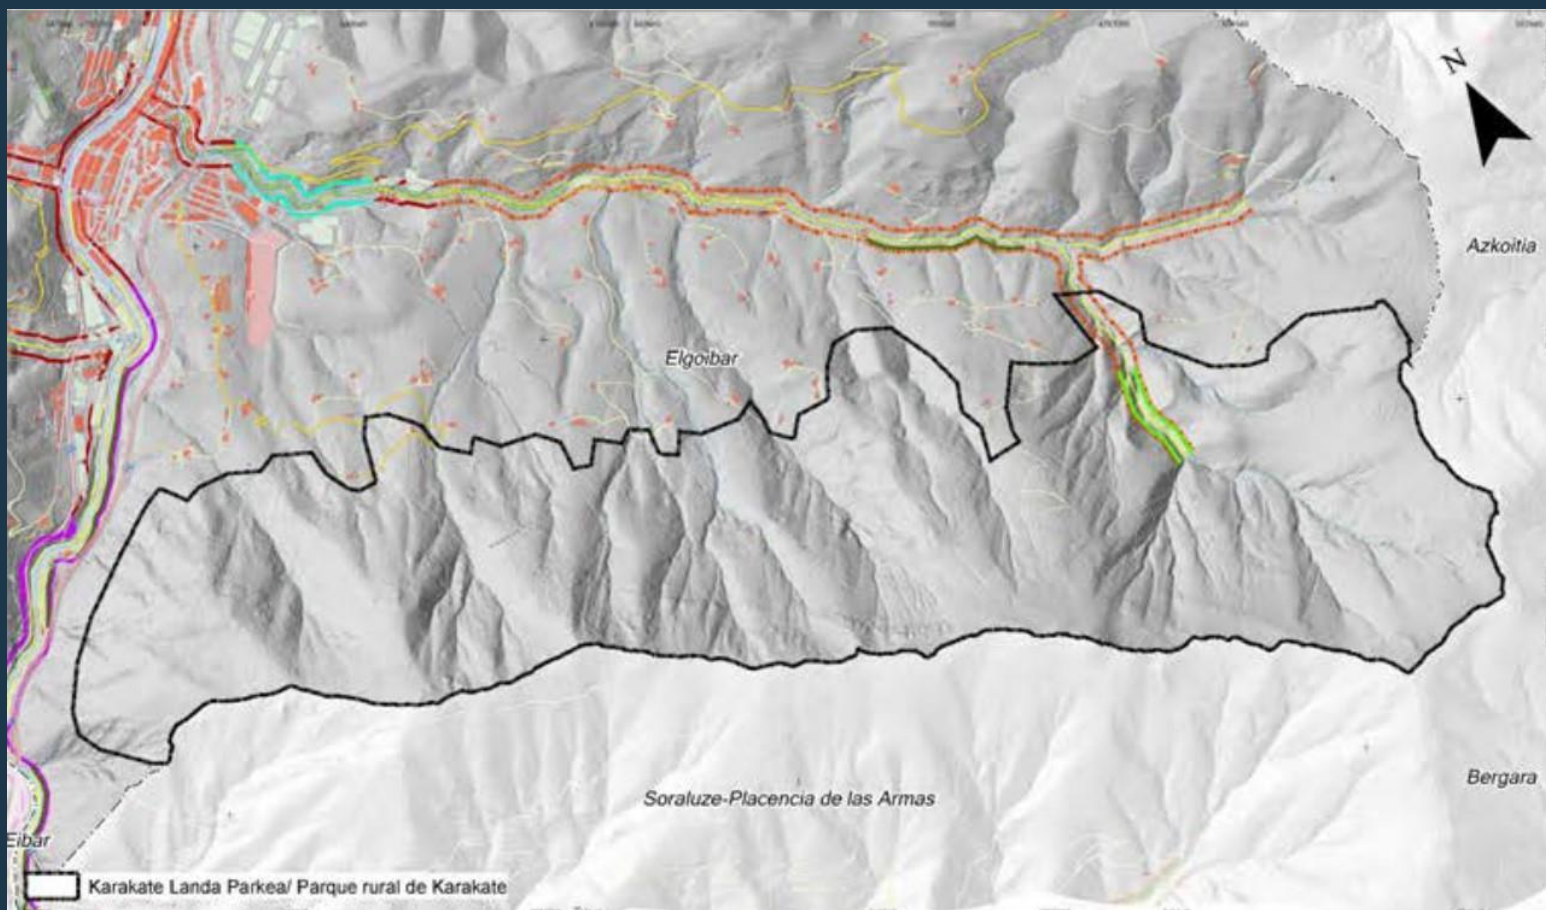 N
Azkoitia
Elgoibar
Soraluze-Placencia de las Armas
Bergara
Eibar
Karakate Landa Parkea/ Parque rural de Karakate